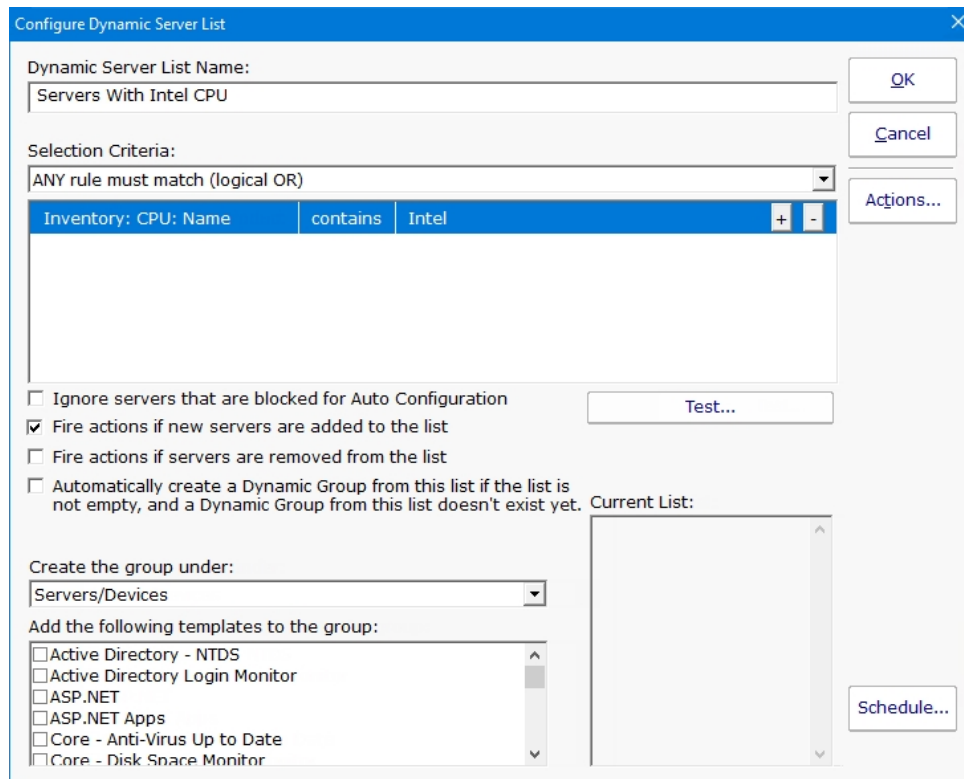 Configure Dynamic Server List
Dynamic Server List Name:
Servers With Intel CPU
OK
Cancel
Selection Criteria:
ANY rule must match (logical OR)
Actions...
Inventory: CPU: Name contains Intel + -
Ignore servers that are blocked for Auto Configuration
Test...
Fire actions if new servers are added to the list
Fire actions if servers are removed from the list
Automatically create a Dynamic Group from this list if the list is
not empty, and a Dynamic Group from this list doesn't exist yet.
Current List:
Create the group under:
Servers/Devices
Add the following templates to the group:
Active Directory - NTDS
Active Directory Login Monitor
ASP.NET
ASP.NET Apps
Core - Anti-Virus Up to Date
Core - Disk Space Monitor
Schedule...